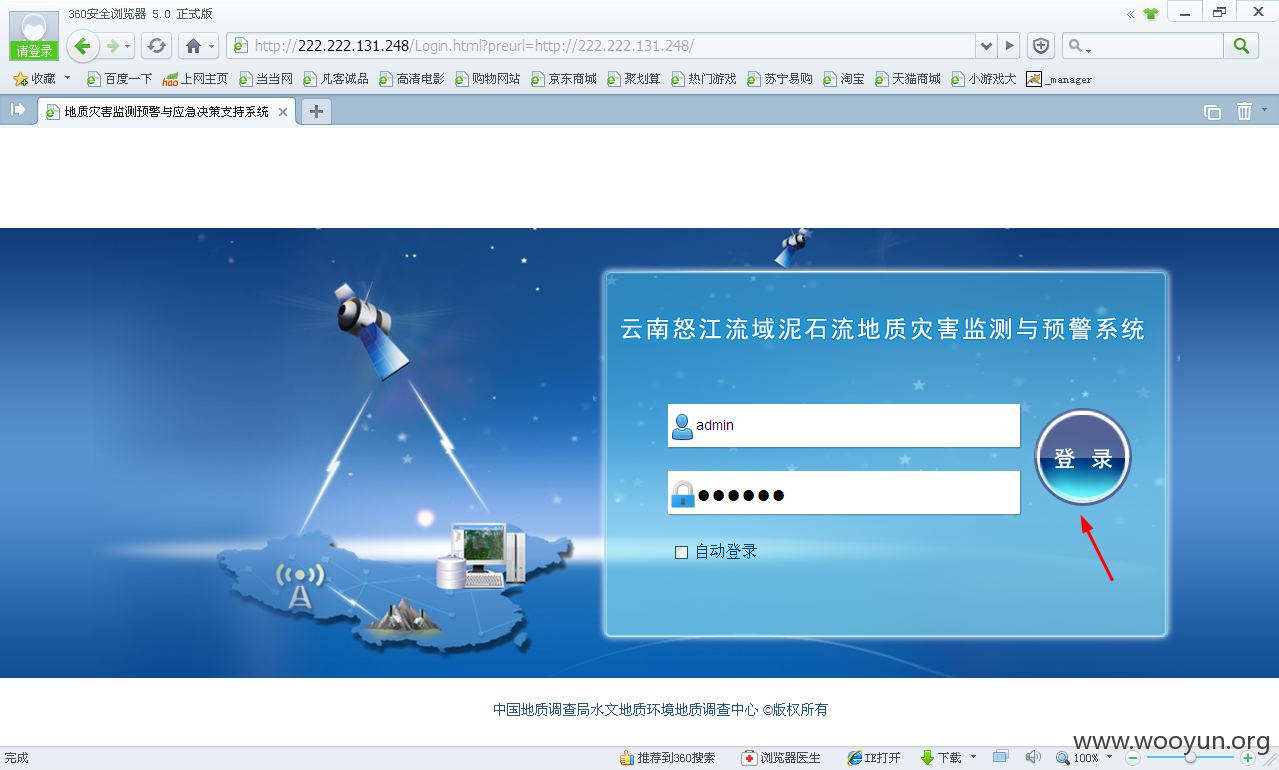 360安全浏览器 5.0 正式版
请登录
http://222.222.131.248/Login.html?preurl=http://222.222.131.248/
收藏 百度一下 上网主页 当当网 凡客诚品 高清电影 购物网站 京东商城 聚划算 热门游戏 苏宁易购 淘宝 天猫商城 小游戏大 _manager
地质灾害监测预警与应急决策支持系统
云南怒江流域泥石流地质灾害监测与预警系统
admin
登 录
自动登录
中国地质调查局水文地质环境地质调查中心 ©版权所有
www.wooyun.org
完成 推荐到360搜索 浏览器医生 IE打开 下载 100%